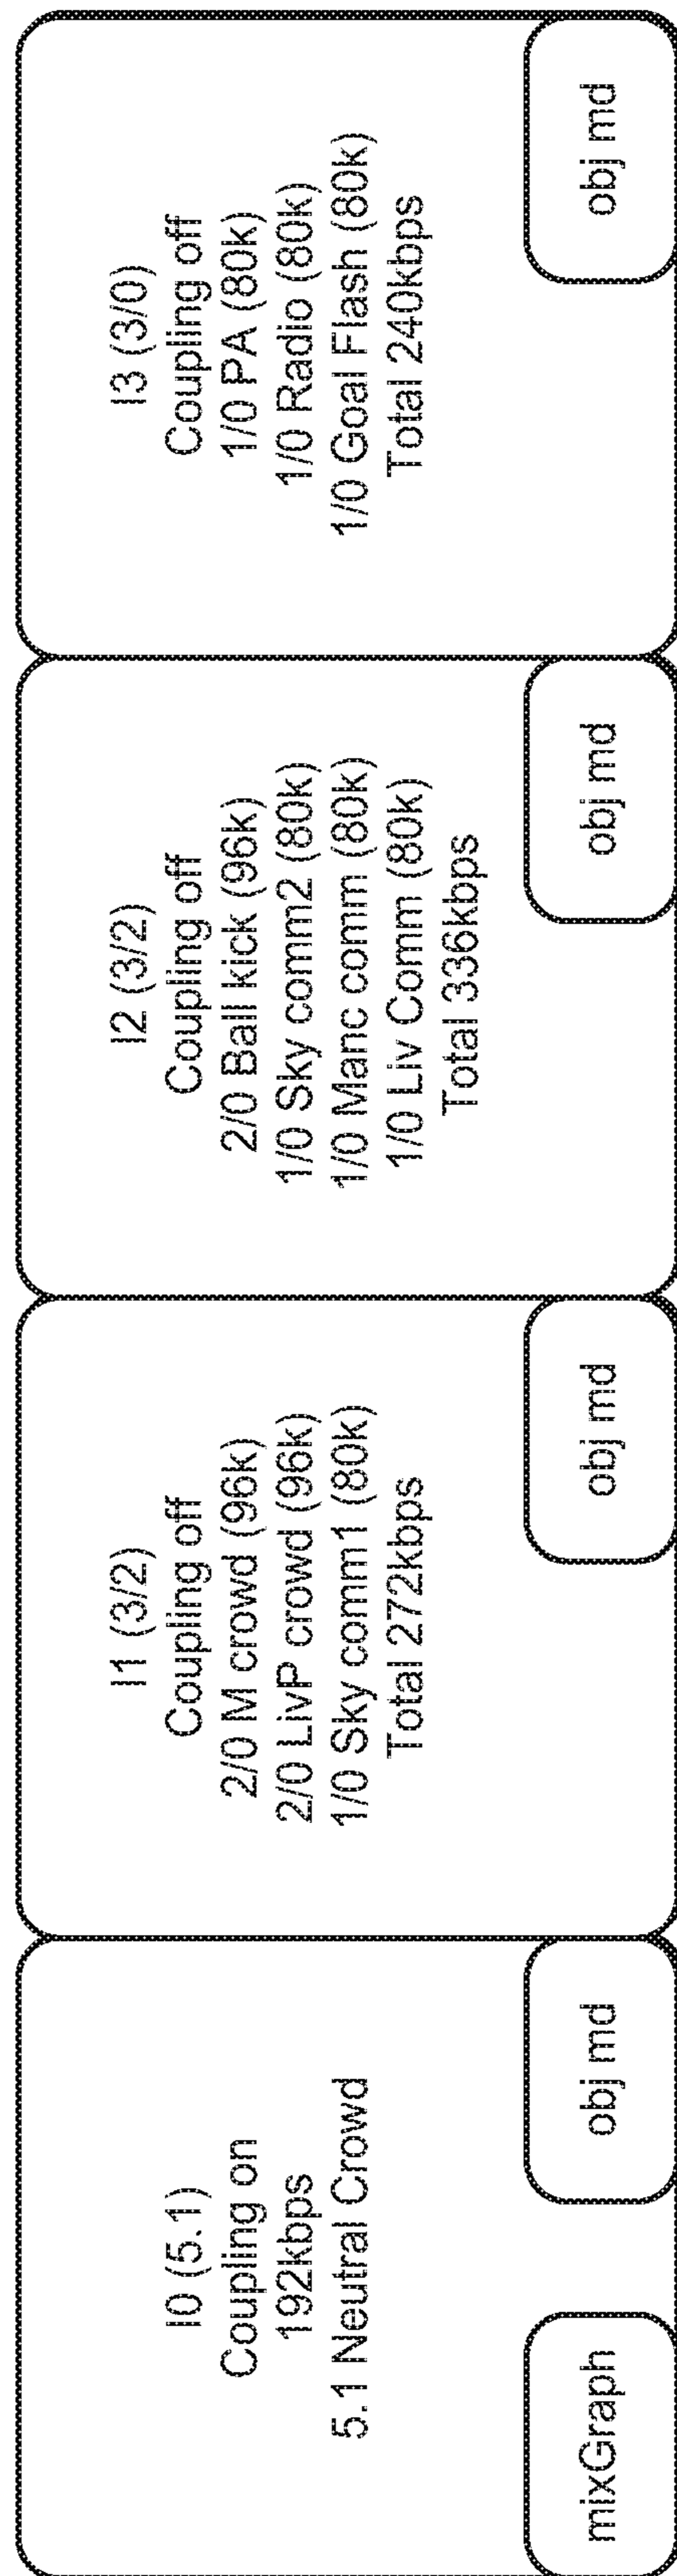 I0 (5.1)
Coupling on
192kbps
5.1 Neutral Crowd
mixGraph
obj md
I1 (3/2)
Coupling off
2/0 M crowd (96k)
2/0 LivP crowd (96k)
1/0 Sky comm1 (80k)
Total 272kbps
obj md
I2 (3/2)
Coupling off
2/0 Ball kick (96k)
1/0 Sky comm2 (80k)
1/0 Manc comm (80k)
1/0 Liv Comm (80k)
Total 336kbps
obj md
I3 (3/0)
Coupling off
1/0 PA (80k)
1/0 Radio (80k)
1/0 Goal Flash (80k)
Total 240kbps
obj md